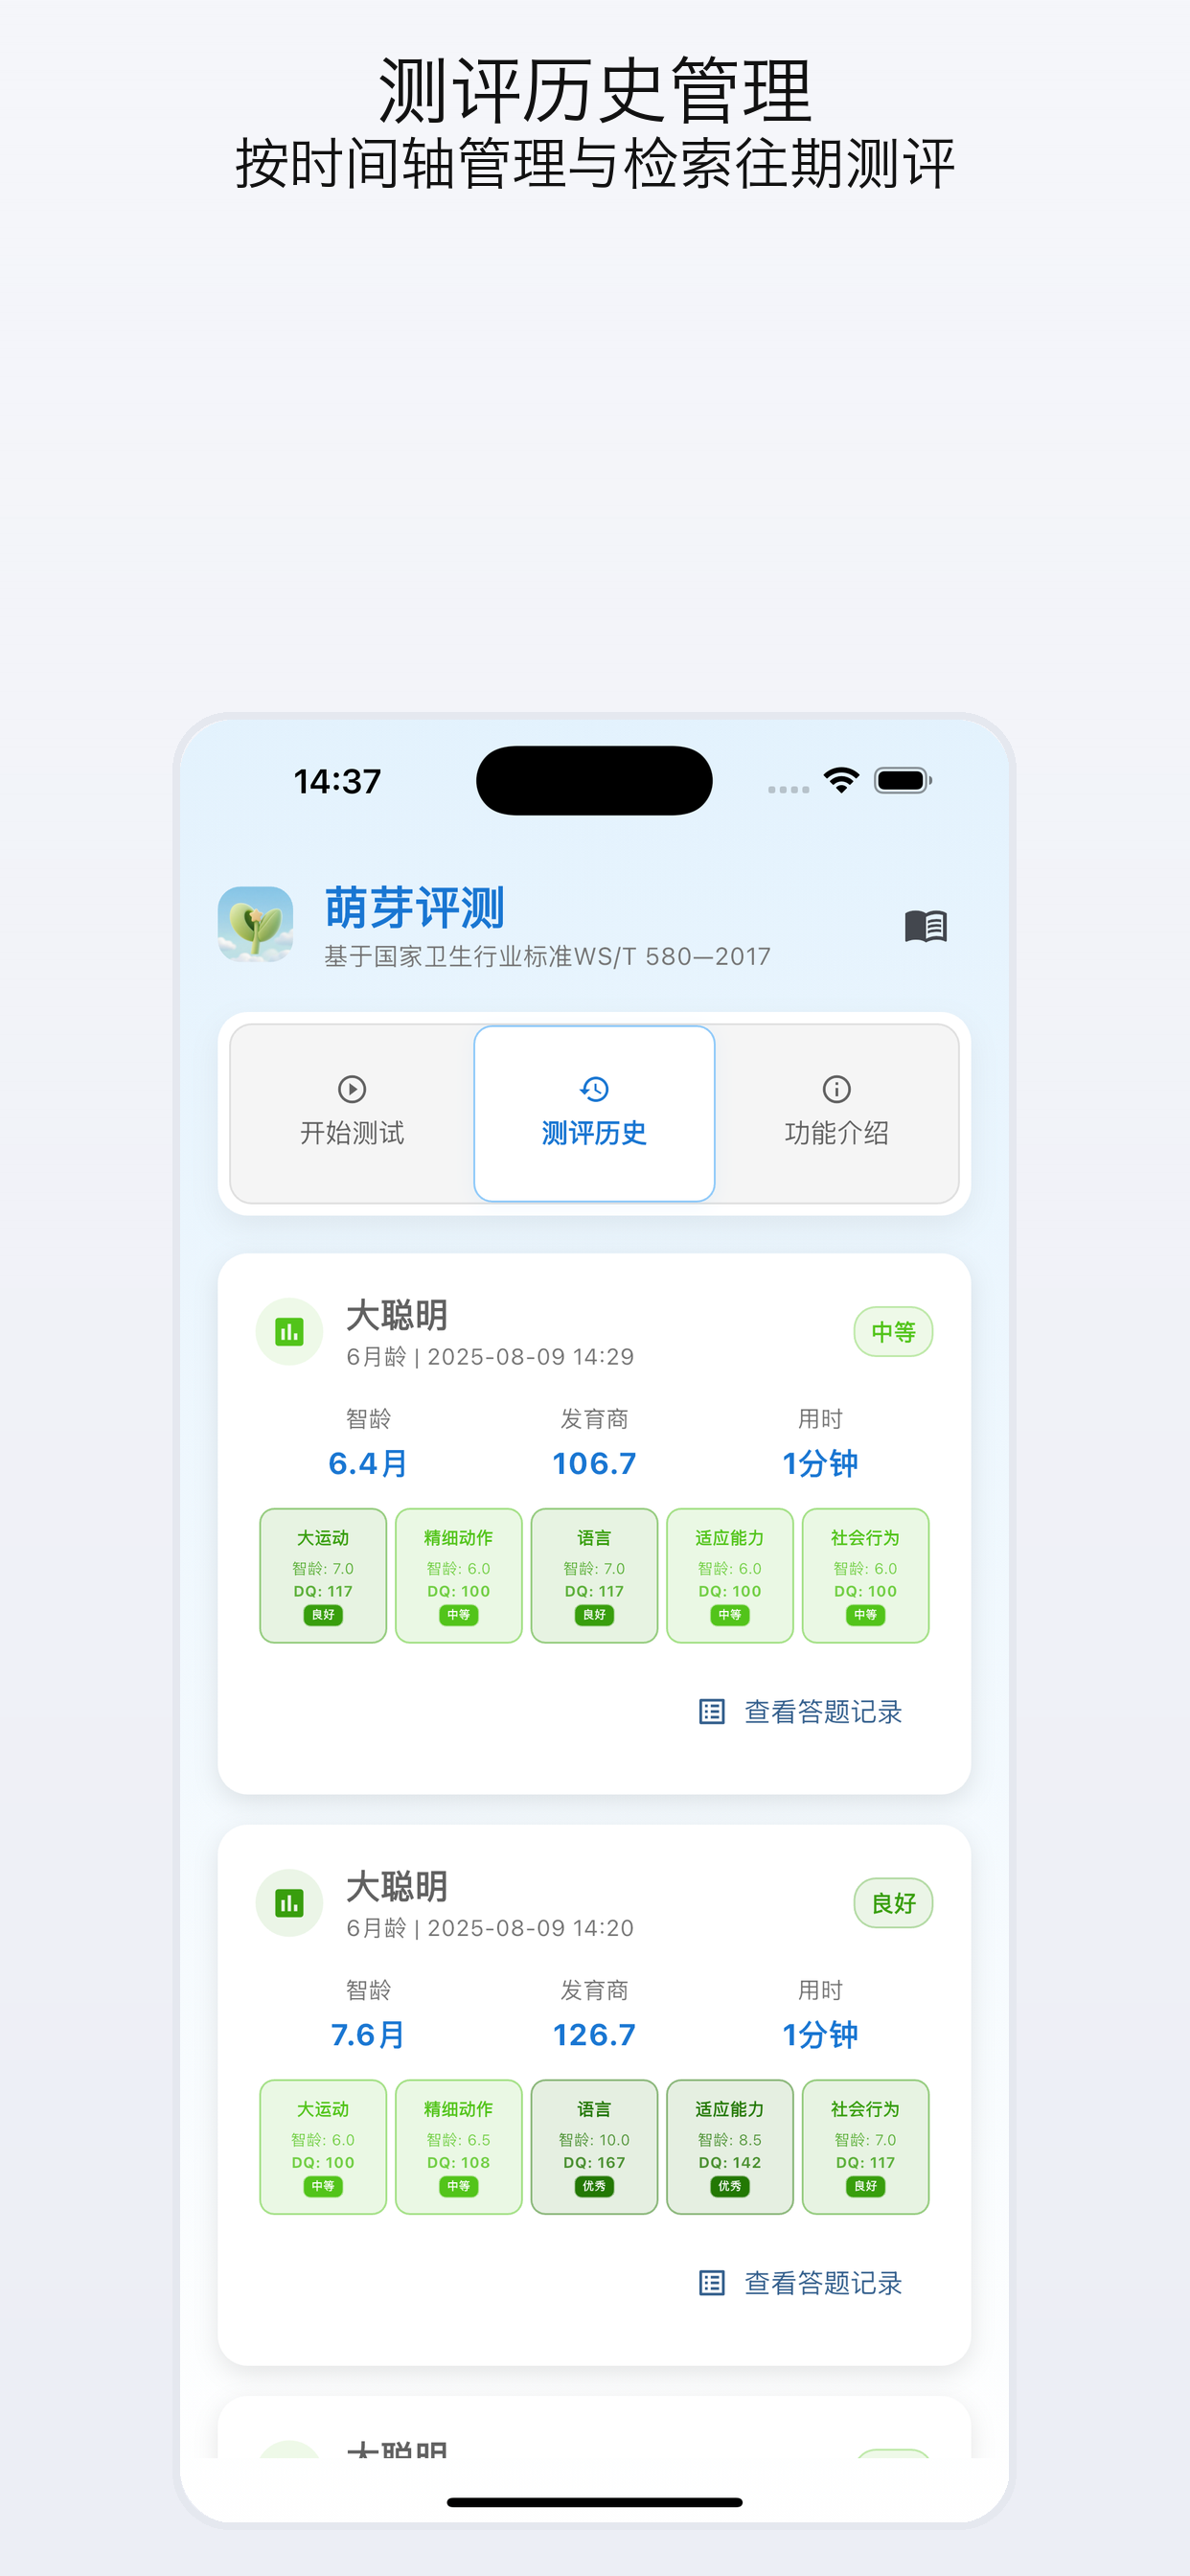 测评历史管理
按时间轴管理与检索往期测评
14:37
萌芽评测
基于国家卫生行业标准WS/T 580—2017
开始测试 测评历史 功能介绍
大聪明 中等
6月龄 | 2025-08-09 14:29
智龄 发育商 用时
6.4月 106.7 1分钟
大运动 精细动作 语言 适应能力 社会行为
智龄: 7.0 智龄: 6.0 智龄: 7.0 智龄: 6.0 智龄: 6.0
DQ: 117 DQ: 100 DQ: 117 DQ: 100 DQ: 100
良好 中等 良好 中等 中等
查看答题记录
大聪明 良好
6月龄 | 2025-08-09 14:20
智龄 发育商 用时
7.6月 126.7 1分钟
大运动 精细动作 语言 适应能力 社会行为
智龄: 6.0 智龄: 6.5 智龄: 10.0 智龄: 8.5 智龄: 7.0
DQ: 100 DQ: 108 DQ: 167 DQ: 142 DQ: 117
中等 中等 优秀 优秀 良好
查看答题记录
大聪明